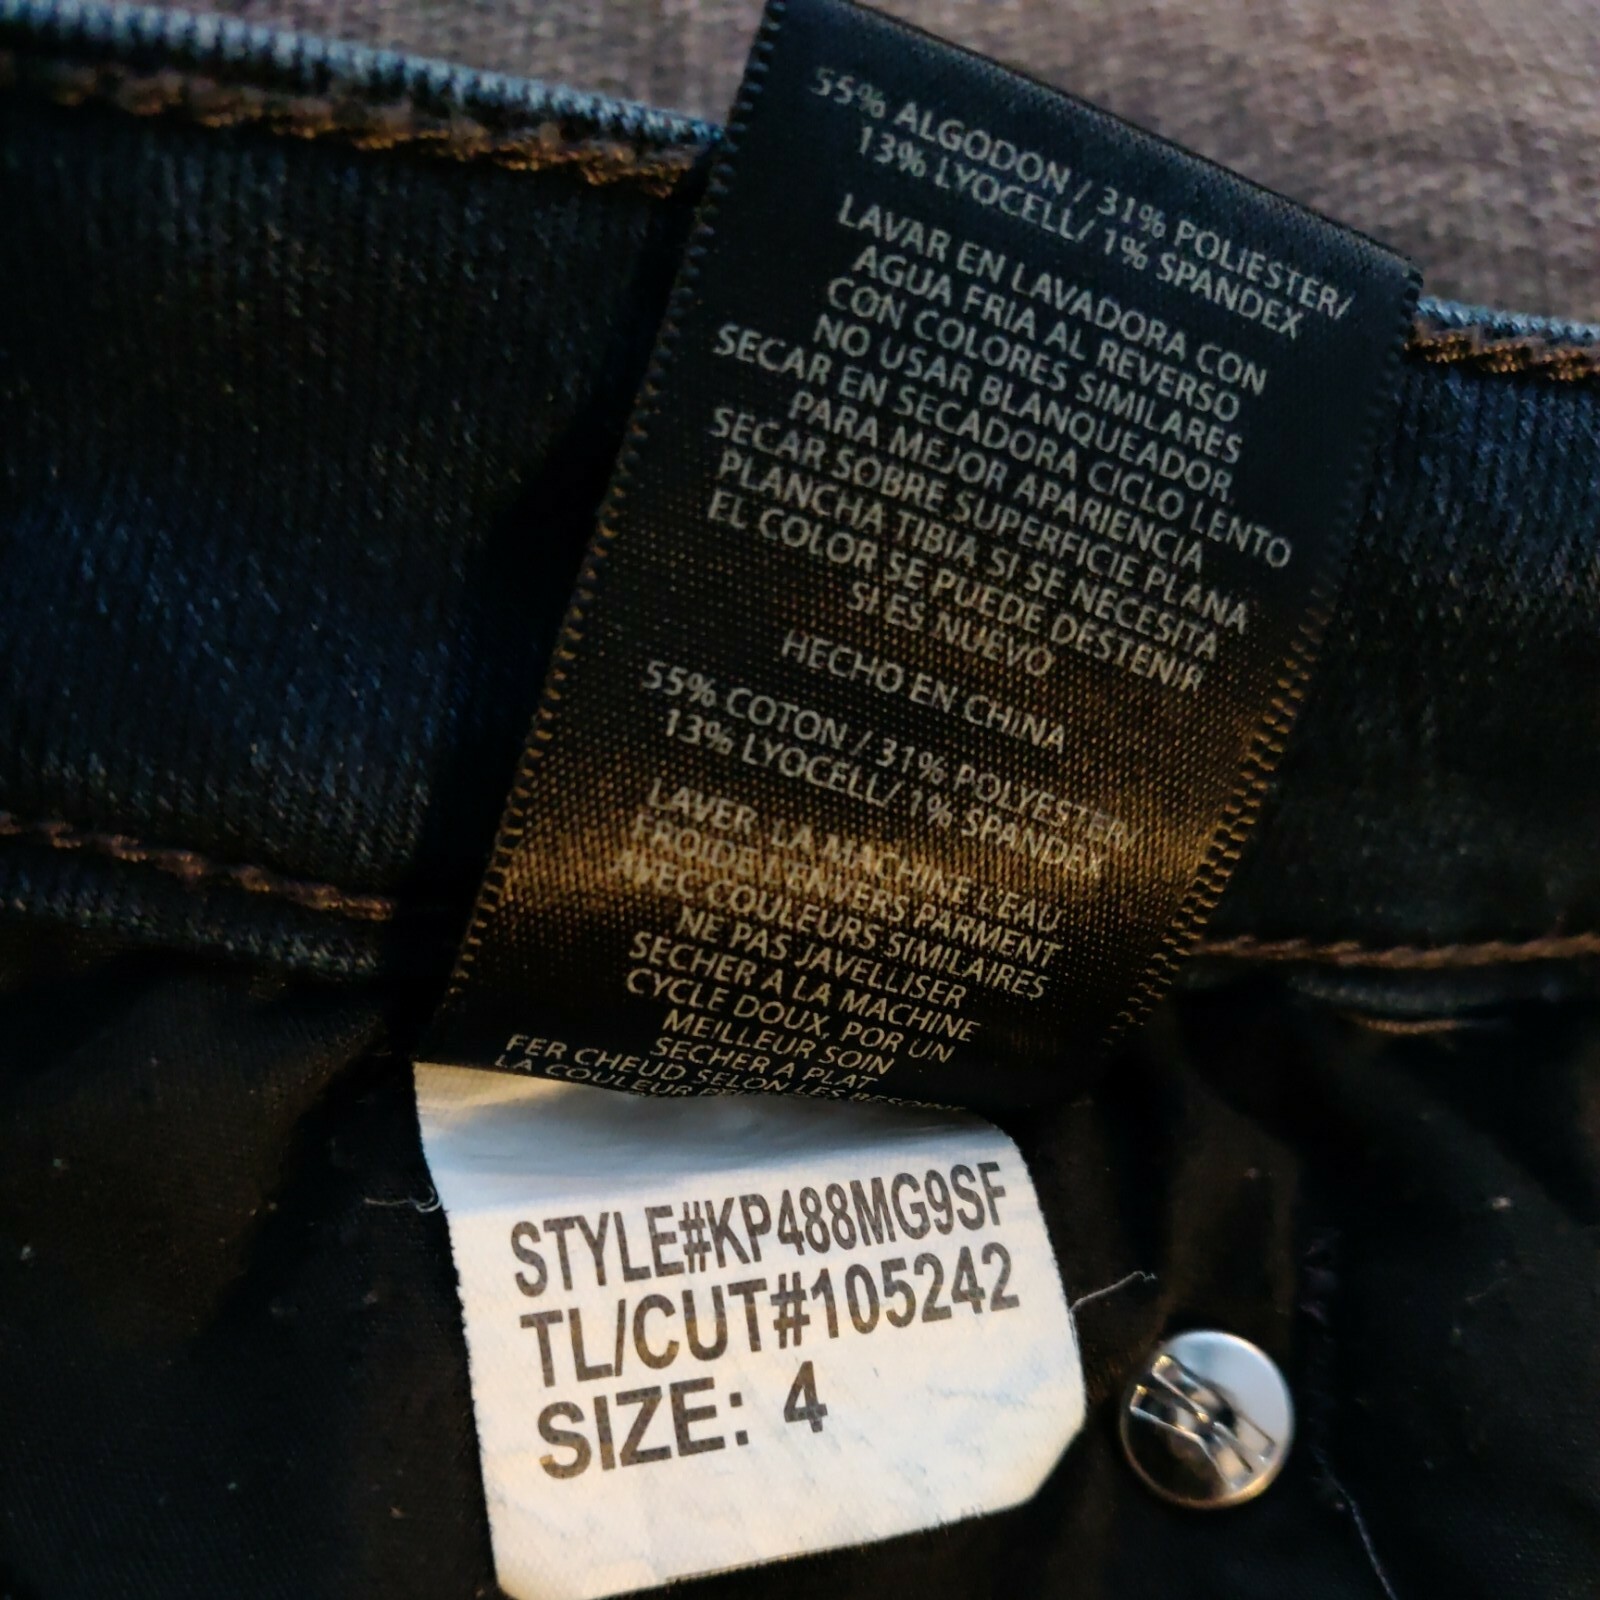 55% ALGODON / 31% POLIESTER/
13% LYOCELL/ 1% SPANDEX
LAVAR EN LAVADORA CON
AGUA FRIA AL REVERSO
CON COLORES SIMILARES
NO USAR BLANQUEADOR.
SECAR EN SECADORA CICLO LENTO
PARA MEJOR APARIENCIA
SECAR SOBRE SUPERFICIE PLANA
PLANCHA TIBIA SI SE NECESITA
EL COLOR SE PUEDE DESTENIR
SI ES NUEVO
HECHO EN CHINA
55% COTON / 31% POLYESTER/
13% LYOCELL/ 1% SPANDEX
LAVER LA MACHINE L'EAU
FROIDE L'ENVERS PARMENT
AVEC COULEURS SIMILAIRES
NE PAS JAVELLISER
SECHER A LA MACHINE
CYCLE DOUX, POR UN
MEILLEUR SOIN
SECHER A PLAT
FER CHEUD SELON LES BESOINS
LA COULEUR
STYLE#KP488MG9SF
TL/CUT#105242
SIZE: 4